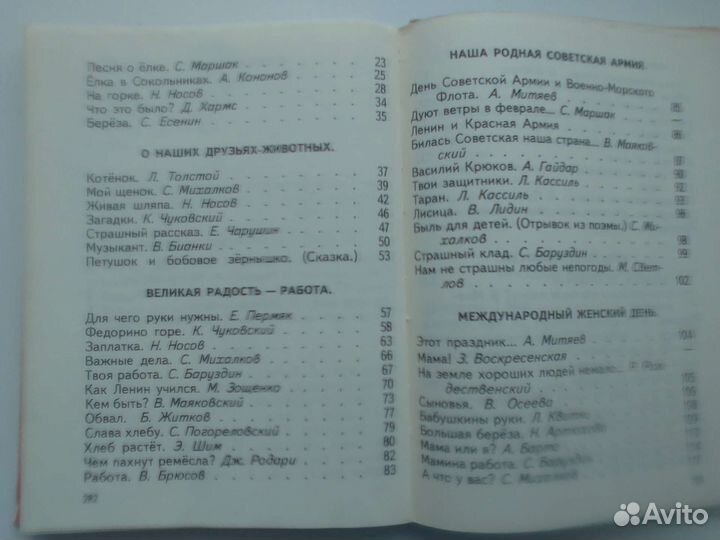 Песня о ёлке. С. Маршак 23
Ёлка в Сокольниках. А. Кононов 25
На горке. Н. Носов 28
Что это было? Д. Хармс 34
Берёза. С. Есенин 35
О НАШИХ ДРУЗЬЯХ-ЖИВОТНЫХ.
Котёнок. Л. Толстой 37
Мой щенок. С. Михалков 39
Живая шляпа. Н. Носов 42
Загадки. К. Чуковский 46
Страшный рассказ. Е. Чарушин 47
Музыкант. В. Бианки 50
Петушок и бобовое зёрнышко. (Сказка.) 53
ВЕЛИКАЯ РАДОСТЬ — РАБОТА.
Для чего руки нужны. Е. Пермяк 57
Федорино горе. К. Чуковский 58
Заплатка. Н. Носов 63
Важные дела. С. Михалков 66
Твоя работа. С. Баруздин 67
Как Ленин учился. М. Зощенко 70
Кем быть? В. Маяковский 73
Обвал. Б. Житков 77
Слава хлебу. С. Погореловский 79
Хлеб растёт. Э. Шим 80
Чем пахнут ремёсла? Дж. Родари 82
Работа. В. Брюсов 83
292
НАША РОДНАЯ СОВЕТСКАЯ АРМИЯ.
День Советской Армии и Военно-Морского
Флота. А. Митяев
Дуют ветры в феврале... С. Маршак
Ленин и Красная Армия
Билась Советская наша страна... В. Маяков-
ский
Василий Крюков. А. Гайдар
Твои защитники. Л. Кассиль
Таран. Л. Кассиль 93
Лисица. В. Лидин 96
Быль для детей. (Отрывок из поэмы.) С. Ми-
халков 98
Страшный клад. С. Баруздин 99
Нам не страшны любые непогоды. М. Свет-
лов 102
МЕЖДУНАРОДНЫЙ ЖЕНСКИЙ ДЕНЬ.
Этот праздник... А. Митяев 104
Мама! З. Воскресенская —
На земле хороших людей немало... Р. Рож-
дественский 105
Сыновья. В. Осеева
Бабушкины руки. Л. Квитко
Большая берёза. Н. Артюхова
Мама или я? А. Барто
Мамина работа. С. Баруздин
А что у вас? С. Михалков
Avito